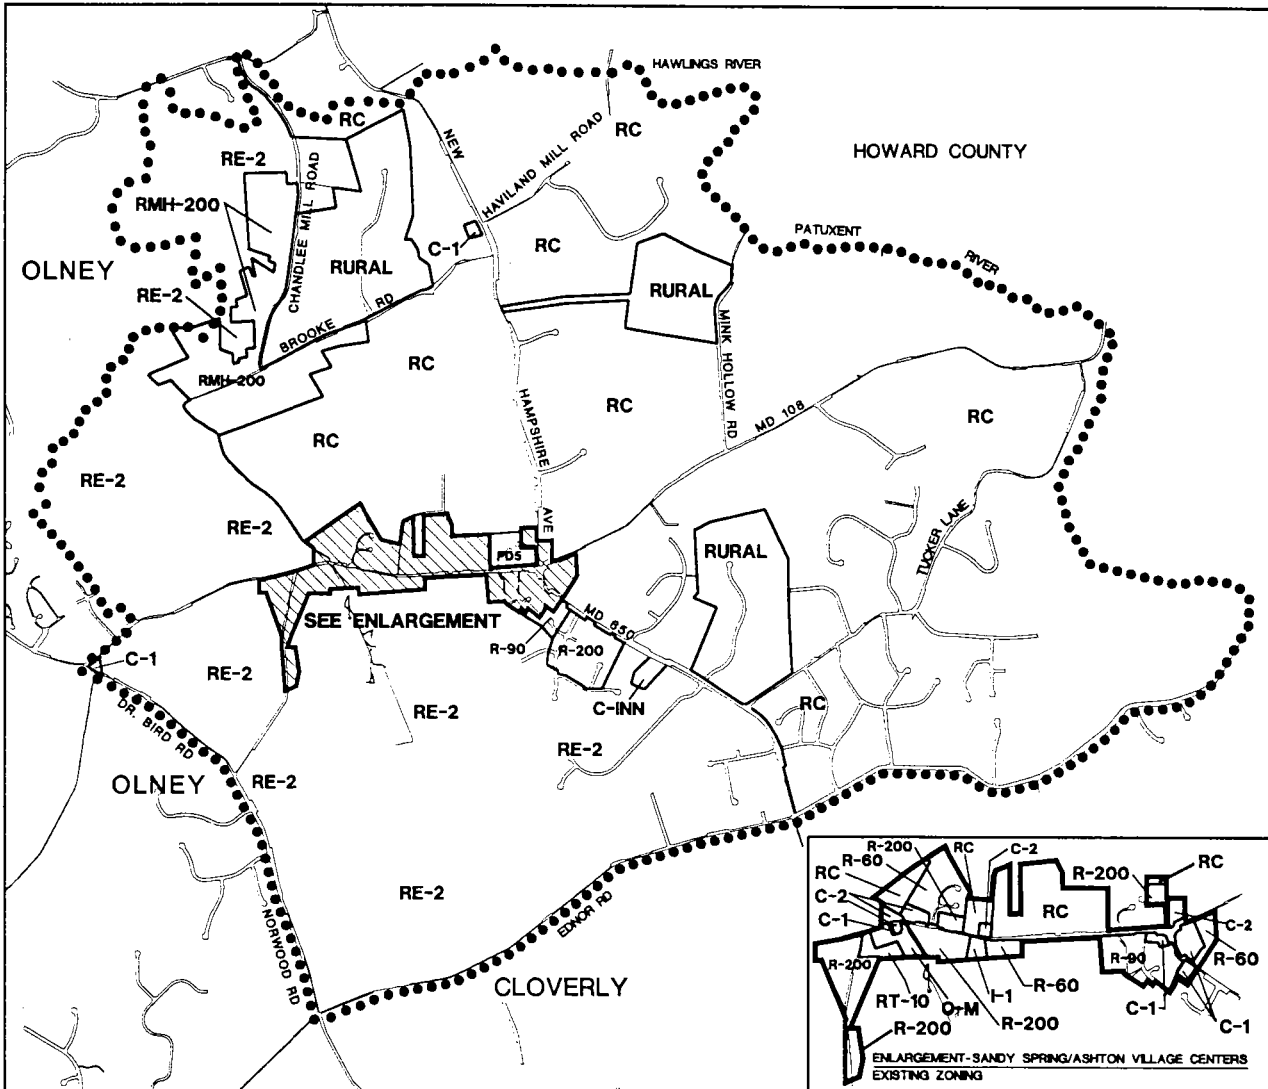 HAWLINGS RIVER
RC
NEW
RC
HOWARD COUNTY
RE-2
HAVILAND MILL ROAD
CHANDLEE MILL ROAD
RMH-200
PATUXENT
RIVER
C-1
RC
OLNEY
RURAL
RE-2
RURAL
BROOKE RD
MINK HOLLOW RD
RMH-200
RC
HAMPSHIRE
RC
MD 108
RC
RC
RE-2
TUCKER LANE
RE-2
AVE
PD5
RURAL
SEE ENLARGEMENT
MD 650
R-90
R-200
C-1
RE-2
C-INN
RE-2
RC
DR. BIRD RD
RE-2
RE-2
OLNEY
RE-2
NORWOOD RD
EDNOR RD
CLOVERLY
R-200
RC
C-2
R-60
RC
RC
R-200
C-2
C-1
RC
C-2
R-200
R-90
R-60
RT-10
O-M
I-1
R-60
C-1
R-200
R-200
C-1
ENLARGEMENT-SANDY SPRING/ASHTON VILLAGE CENTERS
EXISTING ZONING